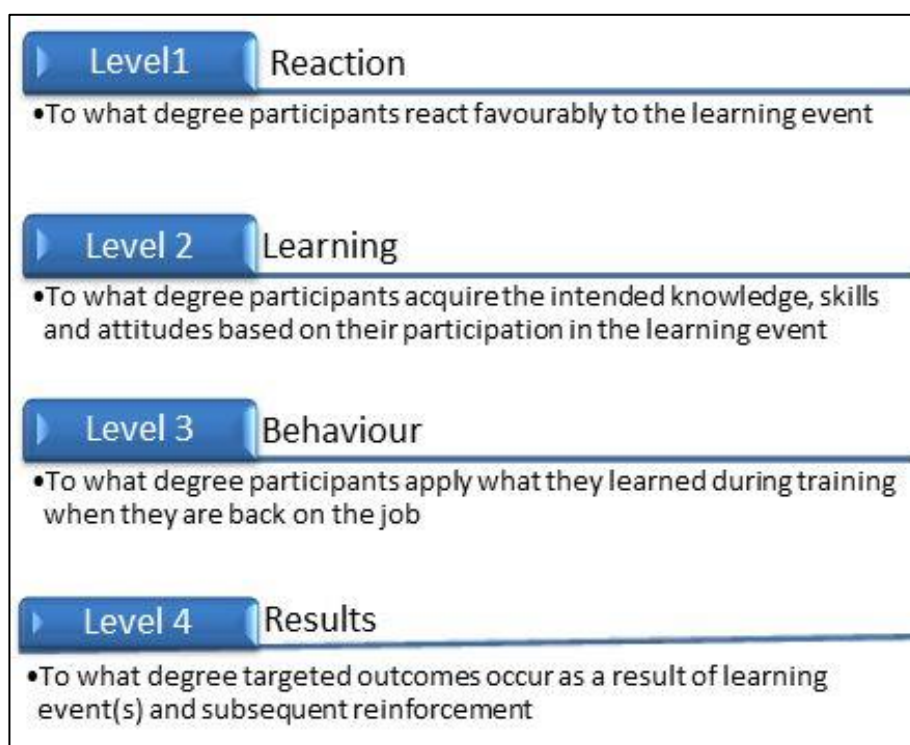 Level1 Reaction
•To what degree participants react favourably to the learning event
Level 2 Learning
•To what degree participants acquire the intended knowledge, skills
and attitudes based on their participation in the learning event
Level 3 Behaviour
•To what degree participants apply what they learned during training
when they are back on the job
Level 4 Results
•To what degree targeted outcomes occur as a result of learning
event(s) and subsequent reinforcement